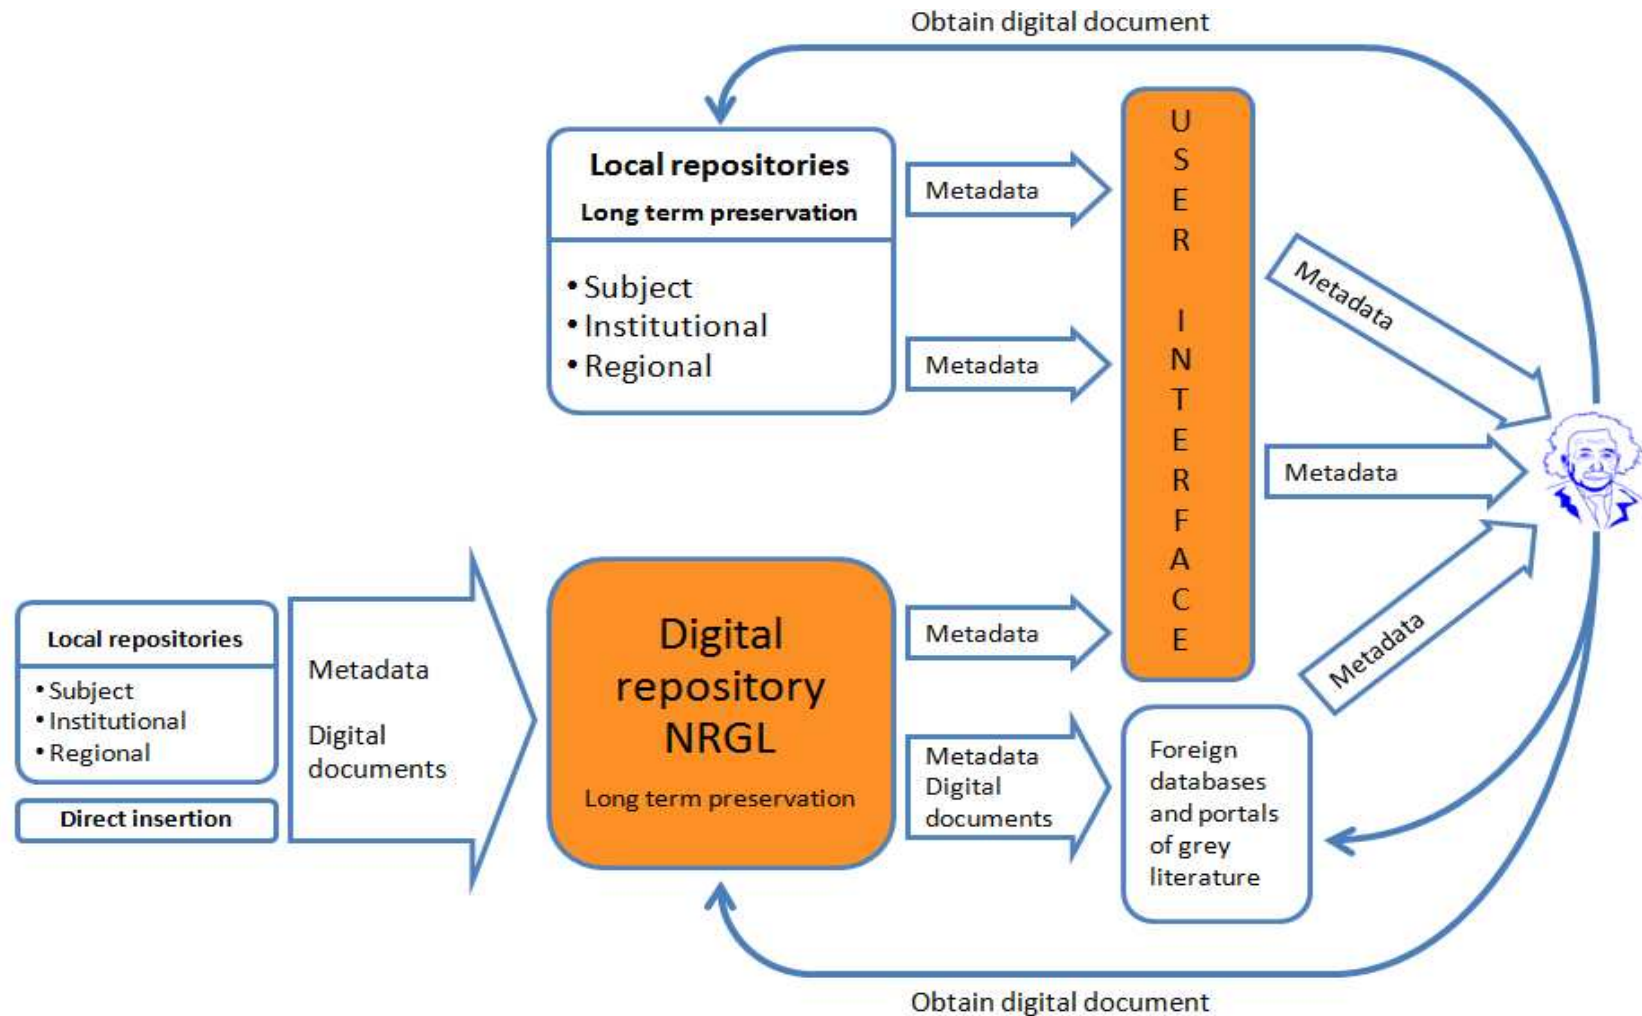 Obtain digital document
Local repositories
Long term preservation
• Subject
• Institutional
• Regional
Metadata
Metadata
USER INTERFACE
Metadata
Metadata
Metadata
Local repositories
• Subject
• Institutional
• Regional
Direct insertion
Metadata
Digital
documents
Digital
repository
NRGL
Long term preservation
Metadata
Metadata
Digital
documents
Foreign
databases
and portals
of grey
literature
Obtain digital document